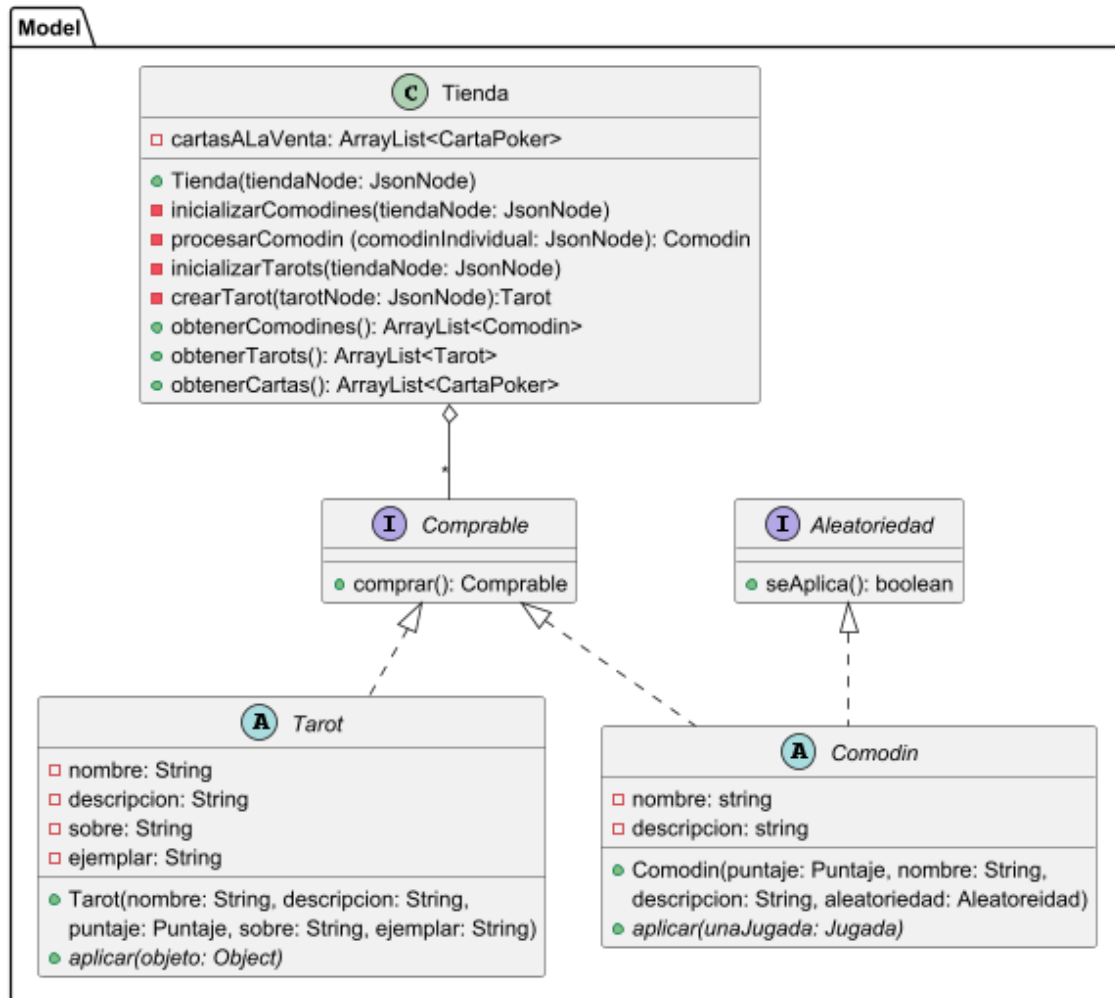 Model
C Tienda
cartasALaVenta: ArrayList<CartaPoker>
Tienda(tiendaNode: JsonNode)
inicializarComodines(tiendaNode: JsonNode)
procesarComodin (comodinIndividual: JsonNode): Comodin
inicializarTarots(tiendaNode: JsonNode)
crearTarot(tarotNode: JsonNode):Tarot
obtenerComodines(): ArrayList<Comodin>
obtenerTarots(): ArrayList<Tarot>
obtenerCartas(): ArrayList<CartaPoker>
*
I Comprable
comprar(): Comprable
I Aleatoriedad
seAplica(): boolean
A Tarot
nombre: String
descripcion: String
sobre: String
ejemplar: String
Tarot(nombre: String, descripcion: String,
puntaje: Puntaje, sobre: String, ejemplar: String)
aplicar(objeto: Object)
A Comodin
nombre: string
descripcion: string
Comodin(puntaje: Puntaje, nombre: String,
descripcion: String, aleatoriedad: Aleatoreidad)
aplicar(unaJugada: Jugada)